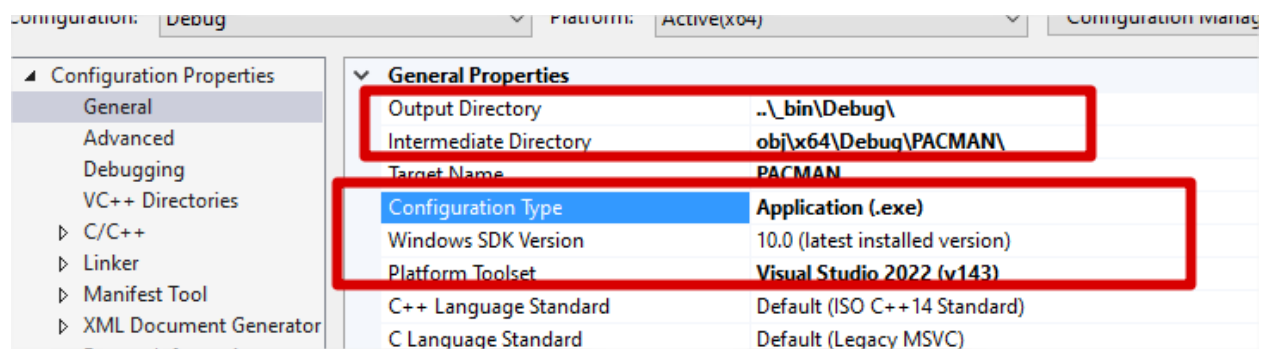 Configuration: Debug Platform: Active(x64) Configuration Manag
Configuration Properties
General
Advanced
Debugging
VC++ Directories
C/C++
Linker
Manifest Tool
XML Document Generator
General Properties
Output Directory ..\_bin\Debug\
Intermediate Directory obj\x64\Debug\PACMAN\
Target Name PACMAN
Configuration Type Application (.exe)
Windows SDK Version 10.0 (latest installed version)
Platform Toolset Visual Studio 2022 (v143)
C++ Language Standard Default (ISO C++14 Standard)
C Language Standard Default (Legacy MSVC)